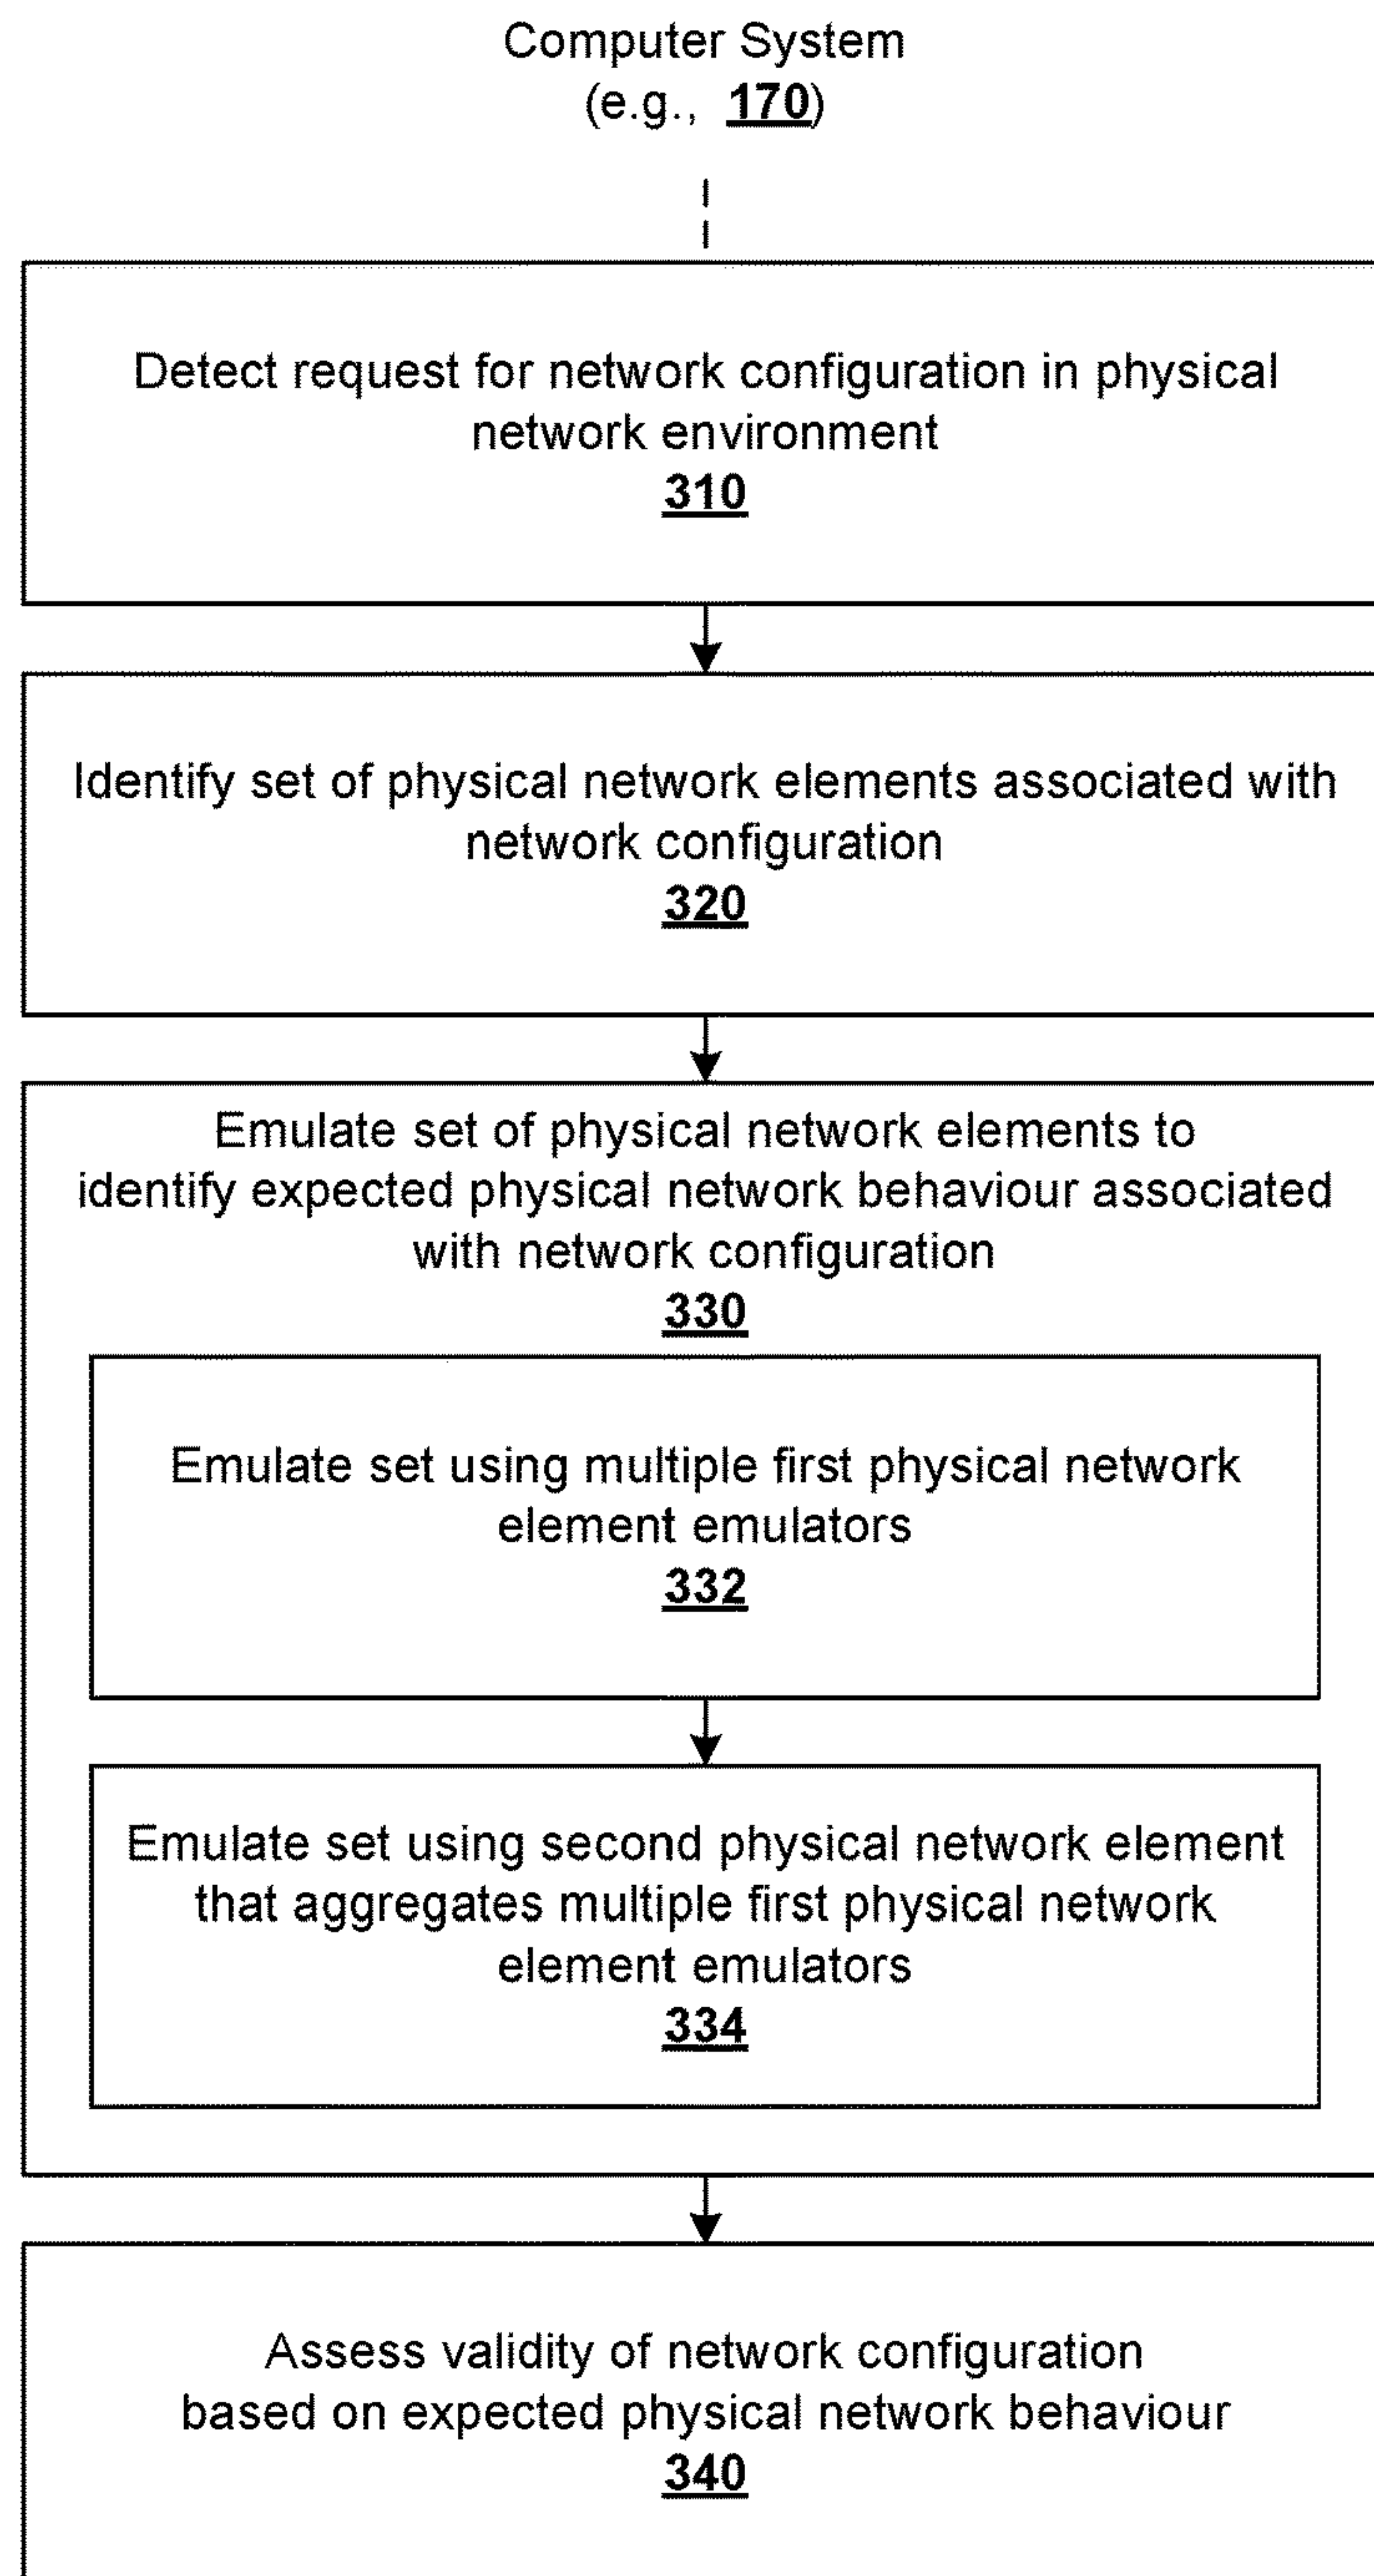 Computer System
(e.g., 170)
Detect request for network configuration in physical
network environment
310
Identify set of physical network elements associated with
network configuration
320
Emulate set of physical network elements to
identify expected physical network behaviour associated
with network configuration
330
Emulate set using multiple first physical network
element emulators
332
Emulate set using second physical network element
that aggregates multiple first physical network
element emulators
334
Assess validity of network configuration
based on expected physical network behaviour
340